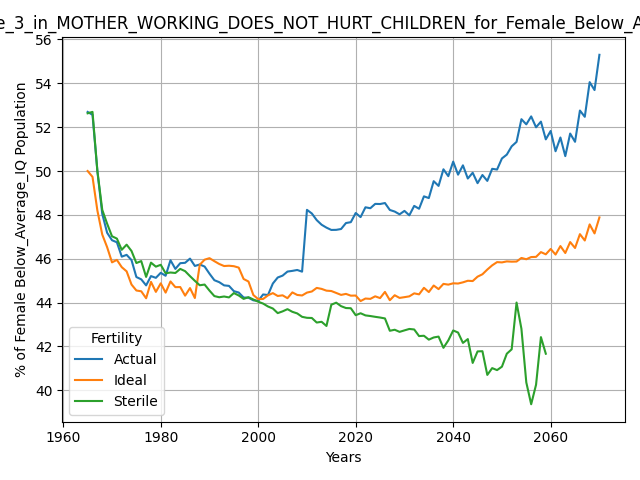 e_3_in_MOTHER_WORKING_DOES_NOT_HURT_CHILDREN_for_Female_Below_A
56
54
52
50
48
46
44
42
40
% of Female Below_Average_IQ Population
Fertility
Actual
Ideal
Sterile
1960
1980
2000
2020
2040
2060
Years